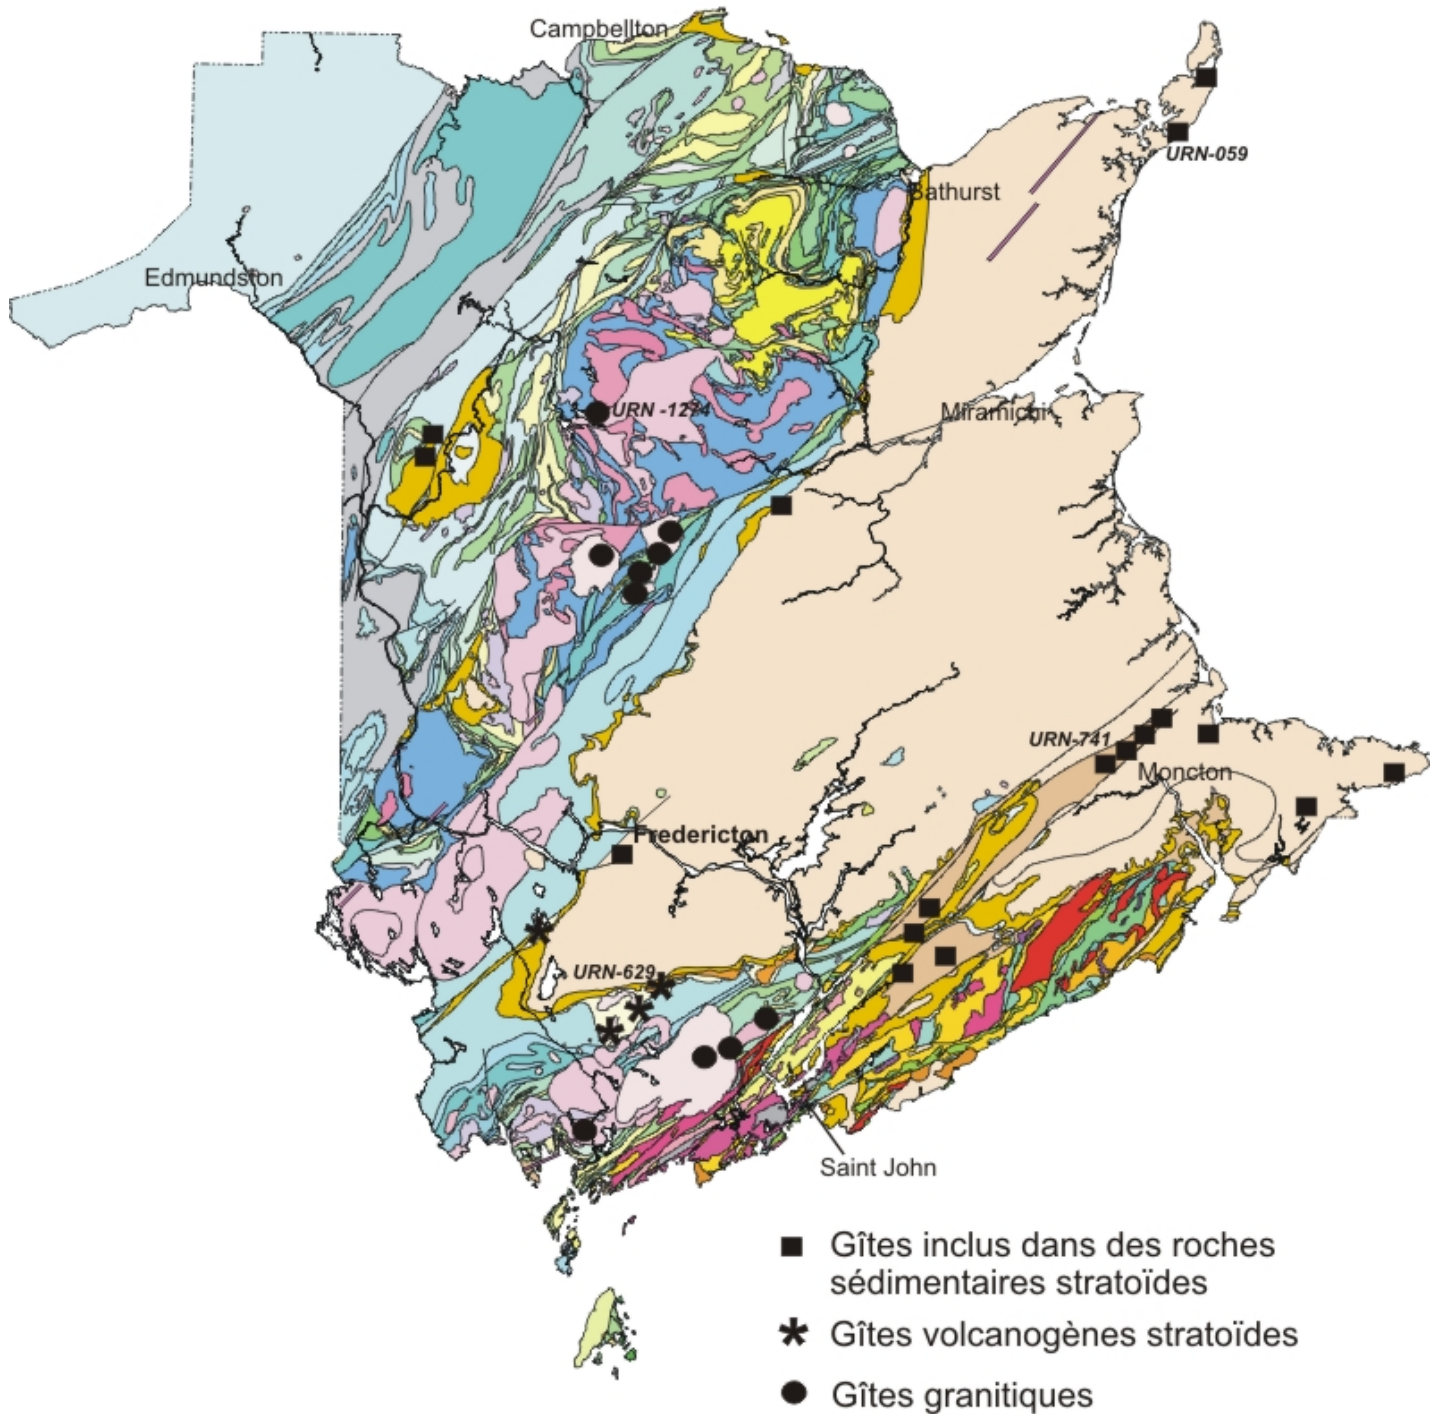 Campbellton
URN-059
Bathurst
Edmundston
URN -1274
Miramichi
URN-741
Moncton
Fredericton
URN-629
Saint John
Gîtes inclus dans des roches
sédimentaires stratoïdes
Gîtes volcanogènes stratoïdes
Gîtes granitiques